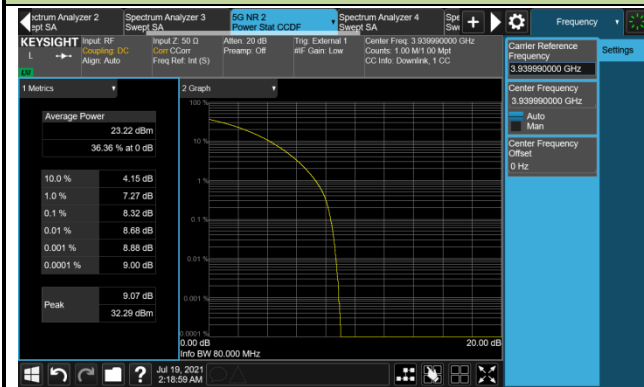 ectrum Analyzer 2
ept SA
Spectrum Analyzer 3
Swept SA
5G NR 2
Power Stat CCDF
Spectrum Analyzer 4
Swept SA
Spe
Swe
Frequency
KEYSIGHT
L
Input: RF
Coupling: DC
Align: Auto
Input Z: 50 Ω
Corr CCorr
Freq Ref: Int (S)
Atten: 20 dB
Preamp: Off
Trig: External 1
#IF Gain: Low
Center Freq: 3.939990000 GHz
Counts: 1.00 M/1.00 Mpt
CC Info: Downlink, 1 CC
Carrier Reference
Frequency
3.939990000 GHz
Settings
Center Frequency
3.939990000 GHz
Auto
Man
Center Frequency
Offset
0 Hz
1 Metrics
2 Graph
Average Power
23.22 dBm
36.36 % at 0 dB
10.0 % 4.15 dB
1.0 % 7.27 dB
0.1 % 8.32 dB
0.01 % 8.68 dB
0.001 % 8.88 dB
0.0001 % 9.00 dB
Peak
9.07 dB
32.29 dBm
100 %
10 %
1 %
0.1 %
0.01 %
0.001 %
0.0001 %
0.00 dB
20.00 dB
Info BW 80.000 MHz
?
Jul 19, 2021
2:18:59 AM